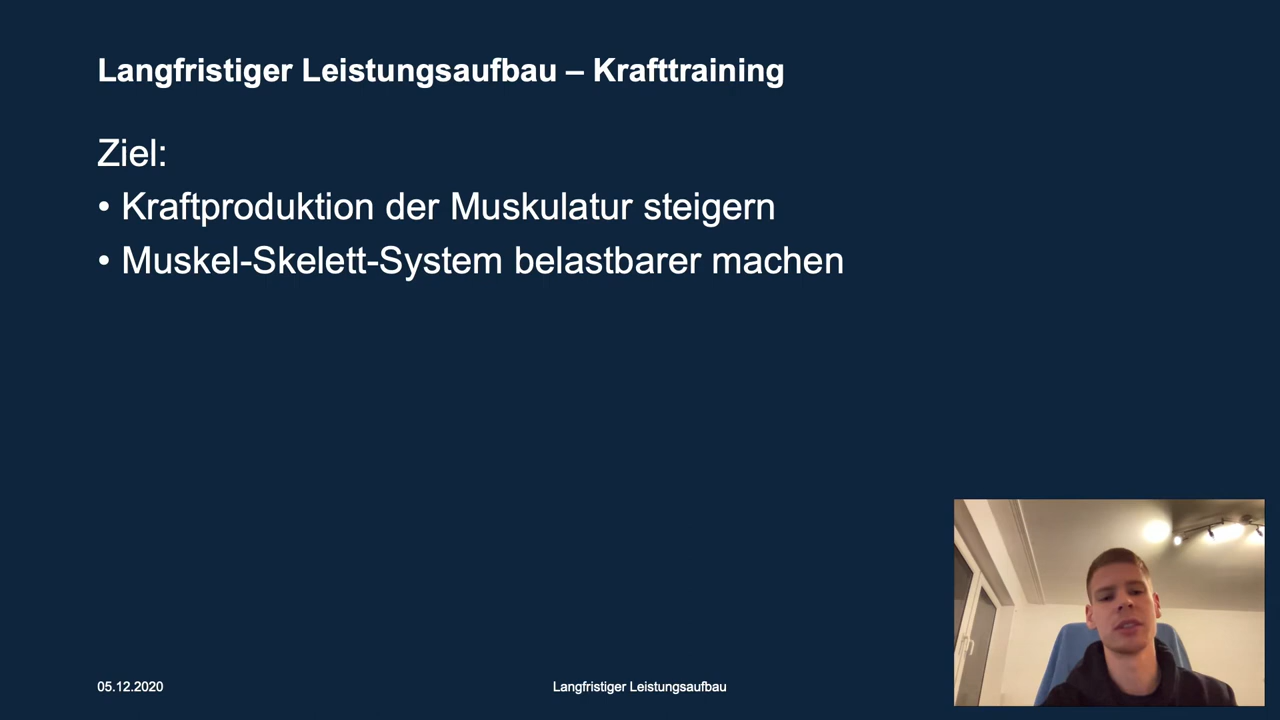 Langfristiger Leistungsaufbau – Krafttraining
Ziel:
• Kraftproduktion der Muskulatur steigern
• Muskel-Skelett-System belastbarer machen
05.12.2020
Langfristiger Leistungsaufbau